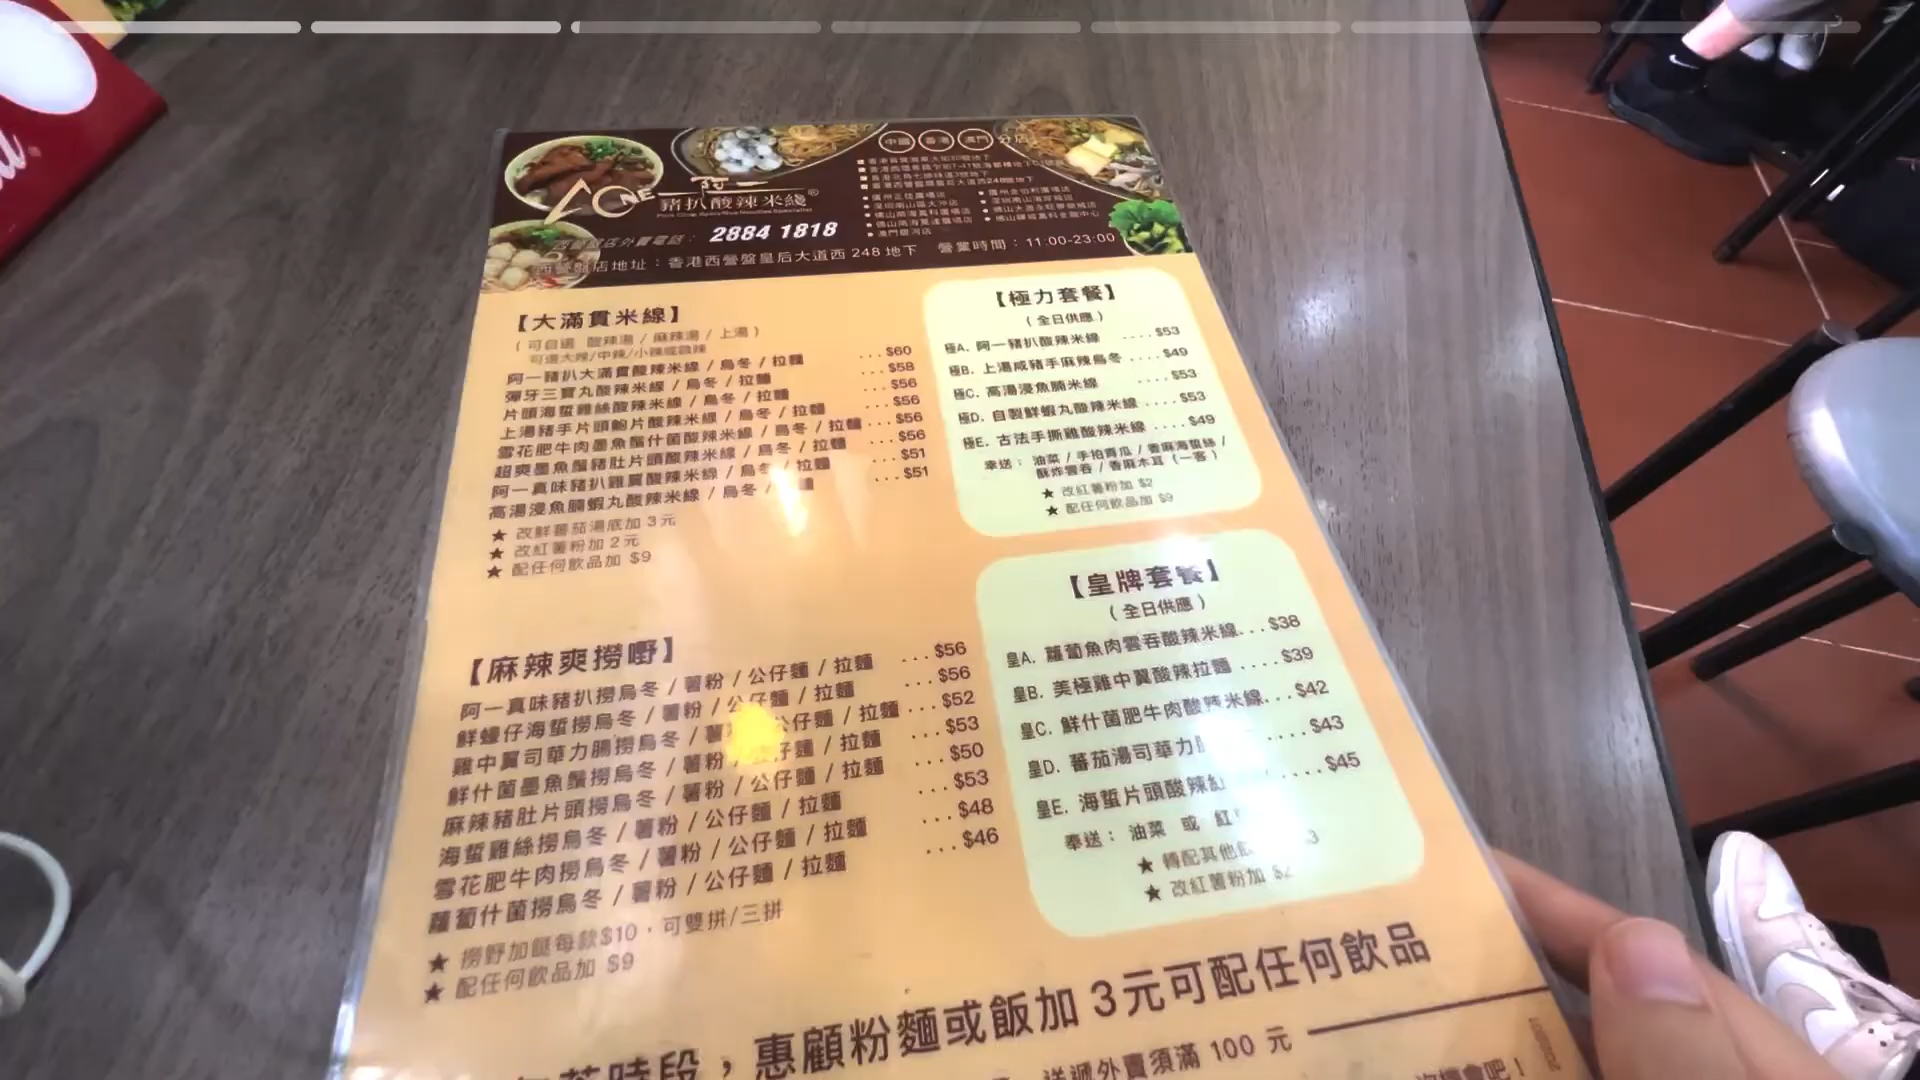 中國 香港 澳門 分店
A ONE 阿一
豬扒酸辣米綫®
西營盤店外賣電話： 2884 1818
西營盤店地址：香港西營盤皇后大道西 248 地下 營業時間：11:00-23:00
【大滿貫米線】
( 可自選 酸辣湯 / 麻辣湯 / 上湯 )
可選大辣/中辣/小辣或走辣
阿一豬扒大滿貫酸辣米線 / 烏冬 / 拉麵 ...$60
彈牙三寶丸酸辣米線 / 烏冬 / 拉麵 ...$58
片頭海蜇雞絲酸辣米線 / 烏冬 / 拉麵 ...$56
上湯豬手片頭鮑片酸辣米線 / 烏冬 / 拉麵 ...$56
雪花肥牛肉墨魚鬚什菌酸辣米線 / 烏冬 / 拉麵 ...$56
超爽墨魚鬚豬肚片頭酸辣米線 / 烏冬 / 拉麵 ...$56
阿一真味豬扒雞翼酸辣米線 / 烏冬 / 拉麵 ...$51
高湯浸魚腩蝦丸酸辣米線 / 烏冬 / ...$51
★ 改鮮蕃茄湯底加 3 元
★ 改紅薯粉加 2 元
★ 配任何飲品加 $9
【極力套餐】
( 全日供應 )
極A. 阿一豬扒酸辣米線 ....$53
極B. 上湯咸豬手麻辣烏冬 .....$49
極C. 高湯浸魚腩米線 ....$53
極D. 自製鮮蝦丸酸辣米線 .....$53
極E. 古法手撕雞酸辣米線 ....$49
奉送： 油菜 / 手拍青瓜 / 香麻海蜇絲 /
酥炸雲吞 / 香麻木耳 (一客)
★ 改紅薯粉加 $2
★ 配任何飲品加 $9
【麻辣爽撈嘢】
阿一真味豬扒撈烏冬 / 薯粉 / 公仔麵 / 拉麵 ...$56
鮮蠔仔海蜇撈烏冬 / 薯粉 / 公仔麵 / 拉麵 ...$56
雞中翼司華力腸撈烏冬 / 薯 公仔麵 / 拉麵 ...$52
鮮什菌墨魚鬚撈烏冬 / 薯粉 / 仔麵 / 拉麵 ...$53
麻辣豬肚片頭撈烏冬 / 薯粉 / 公仔麵 / 拉麵 ...$50
海蜇雞絲撈烏冬 / 薯粉 / 公仔麵 / 拉麵 ...$53
雪花肥牛肉撈烏冬 / 薯粉 / 公仔麵 / 拉麵 ...$48
蘿蔔什菌撈烏冬 / 薯粉 / 公仔麵 / 拉麵 ...$46
★ 撈野加餸每款$10，可雙拼/三拼
★ 配任何飲品加 $9
【皇牌套餐】
( 全日供應 )
皇A. 蘿蔔魚肉雲吞酸辣米線...$38
皇B. 美極雞中翼酸辣拉麵 ....$39
皇C. 鮮什菌肥牛肉酸辣米線...$42
皇D. 蕃茄湯司華力 ....$43
皇E. 海蜇片頭酸辣紅 .....$45
奉送： 油菜 或 紅
★ 轉配其他飲
★ 改紅薯粉加 $2
時段，惠顧粉麵或飯加 3 元可配任何飲品
送遞外賣須滿 100 元